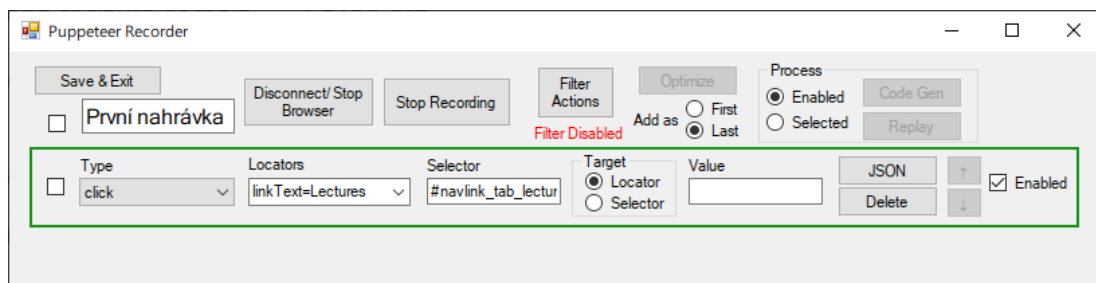 Puppeteer Recorder
Save & Exit
První nahrávka
Disconnect/ Stop
Browser
Stop Recording
Filter
Actions
Filter Disabled
Optimize
Add as
First
Last
Process
Enabled
Selected
Code Gen
Replay
Type
click
Locators
linkText=Lectures
Selector
#navlink_tab_lectur
Target
Locator
Selector
Value
JSON
Delete
↑
↓
Enabled